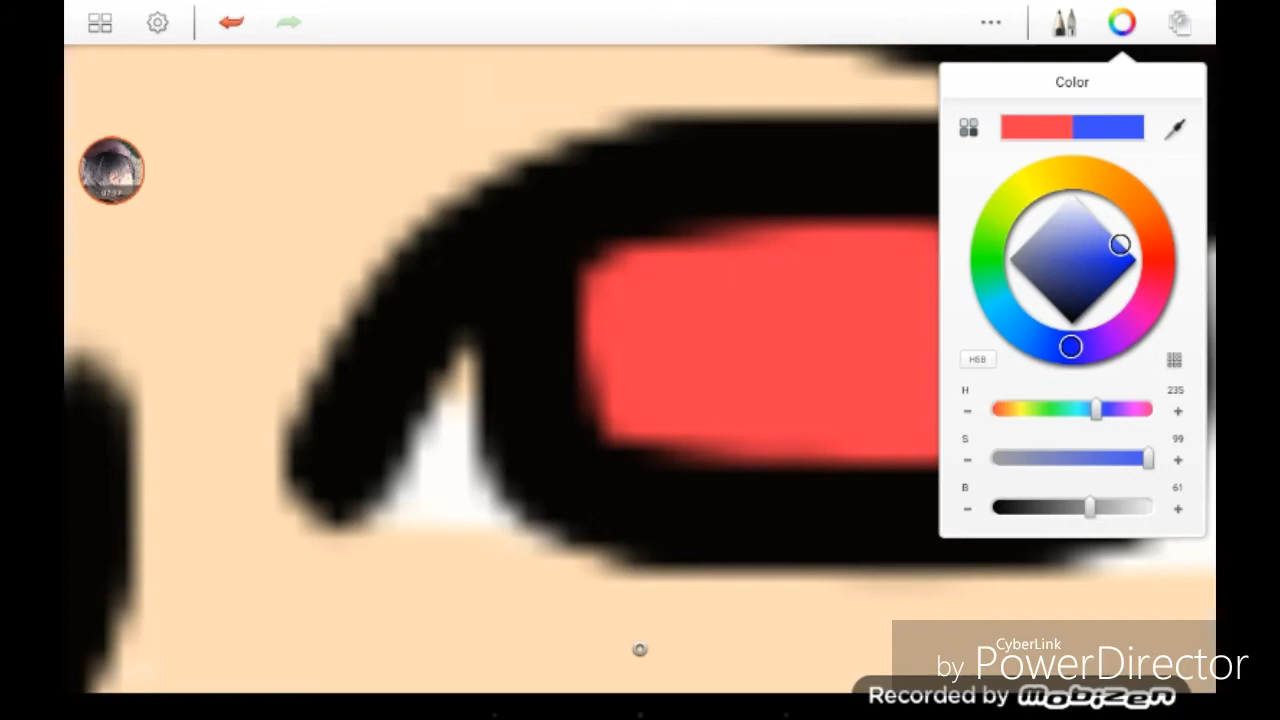 Color
HSB
H
235
S
99
B
61
CyberLink
by PowerDirector
Recorded by mobizen